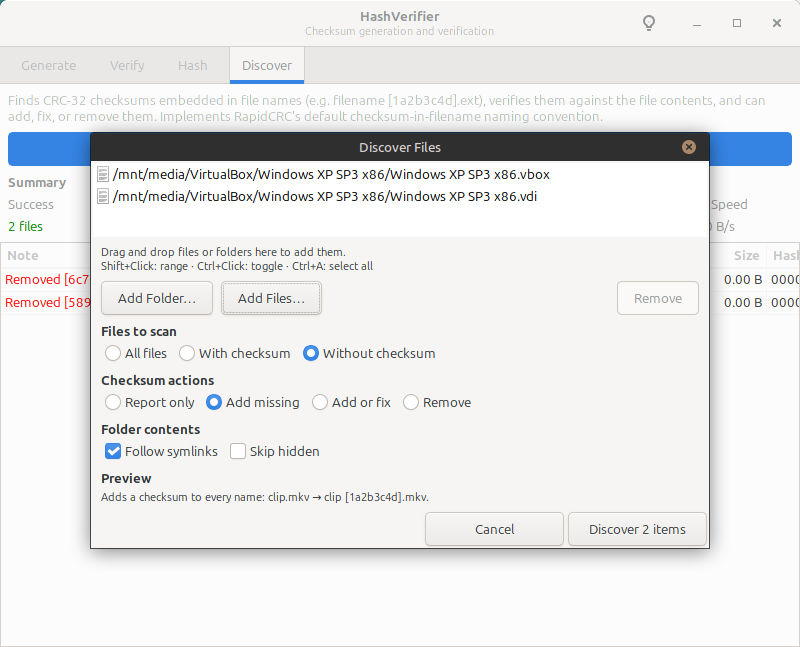 HashVerifier
Checksum generation and verification
Generate Verify Hash Discover
Finds CRC-32 checksums embedded in file names (e.g. filename [1a2b3c4d].ext), verifies them against the file contents, and can
add, fix, or remove them. Implements RapidCRC's default checksum-in-filename naming convention.
Discover Files
Summary
Success
2 files
Speed
B/s
Note Size
Removed [6c7 0.00 B 0000
Removed [589 0.00 B 0000
/mnt/media/VirtualBox/Windows XP SP3 x86/Windows XP SP3 x86.vbox
/mnt/media/VirtualBox/Windows XP SP3 x86/Windows XP SP3 x86.vdi
Drag and drop files or folders here to add them.
Shift+Click: range · Ctrl+Click: toggle · Ctrl+A: select all
Add Folder... Add Files... Remove
Files to scan
All files With checksum Without checksum
Checksum actions
Report only Add missing Add or fix Remove
Folder contents
Follow symlinks Skip hidden
Preview
Adds a checksum to every name: clip.mkv → clip [1a2b3c4d].mkv.
Cancel Discover 2 items